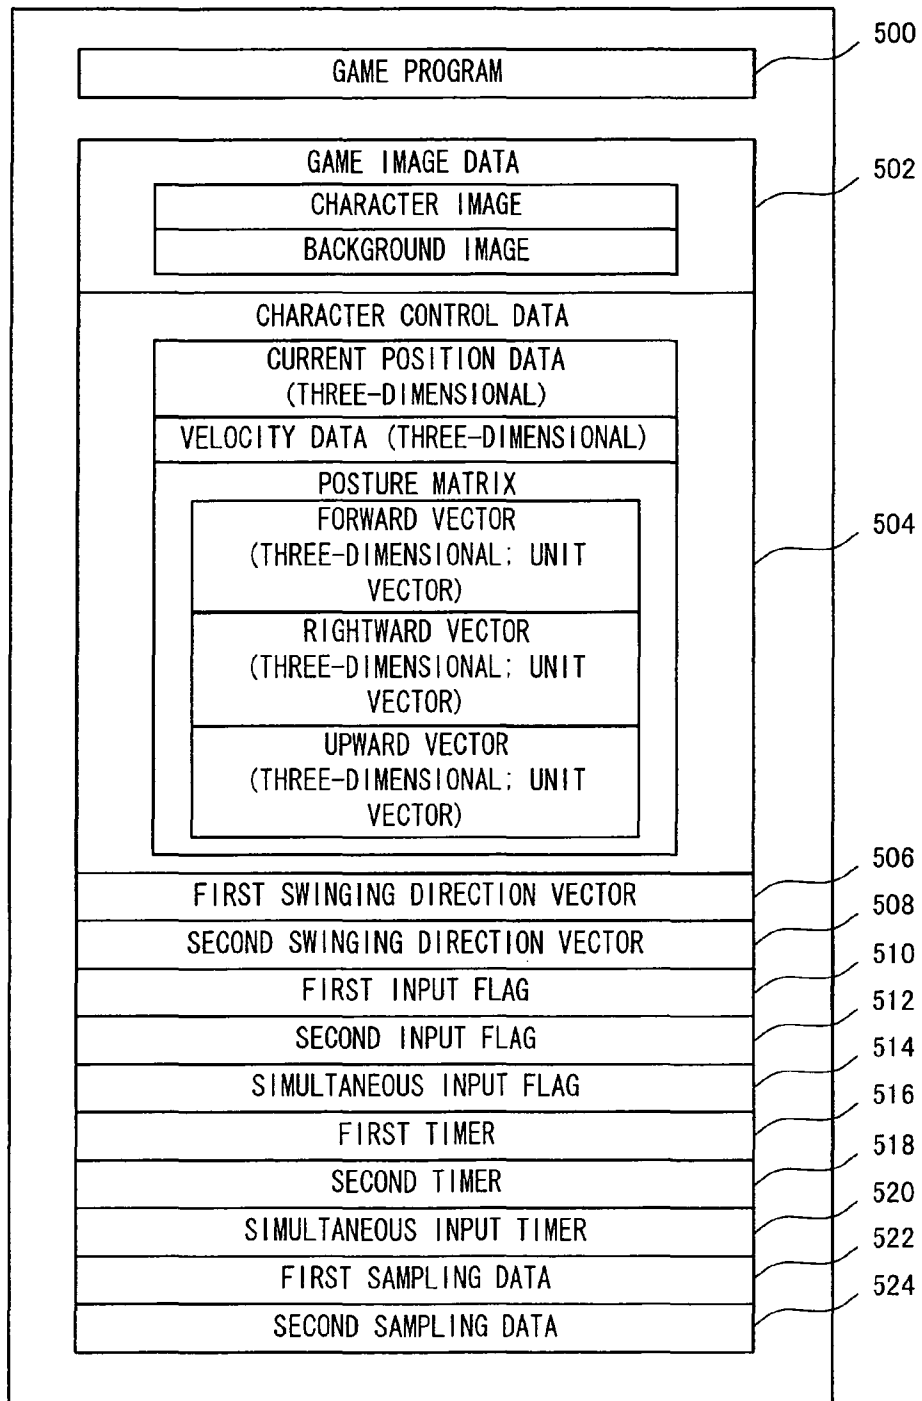 GAME PROGRAM
500
GAME IMAGE DATA
502
CHARACTER IMAGE
BACKGROUND IMAGE
CHARACTER CONTROL DATA
CURRENT POSITION DATA
(THREE-DIMENSIONAL)
VELOCITY DATA (THREE-DIMENSIONAL)
POSTURE MATRIX
FORWARD VECTOR
(THREE-DIMENSIONAL: UNIT
VECTOR)
504
RIGHTWARD VECTOR
(THREE-DIMENSIONAL: UNIT
VECTOR)
UPWARD VECTOR
(THREE-DIMENSIONAL: UNIT
VECTOR)
FIRST SWINGING DIRECTION VECTOR
506
SECOND SWINGING DIRECTION VECTOR
508
FIRST INPUT FLAG
510
SECOND INPUT FLAG
512
SIMULTANEOUS INPUT FLAG
514
FIRST TIMER
516
SECOND TIMER
518
SIMULTANEOUS INPUT TIMER
520
FIRST SAMPLING DATA
522
SECOND SAMPLING DATA
524